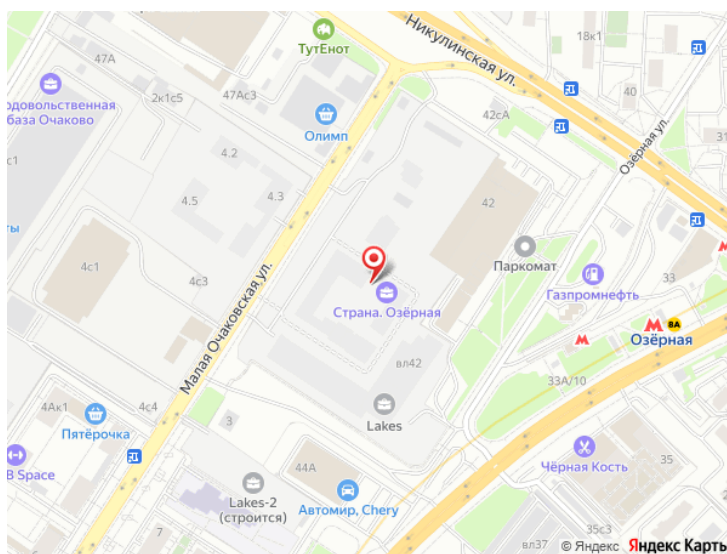 18к1
Никулинская ул.
ТутЕнот
47А
одовольственная
база Очаково
2к1с5
47Ас3
40
42сА
Олимп
31
Озёрная ул.
с1
4.2
4.3
4.5
42
ты
4с1
4с3
Паркомат
33
Газпромнефть
Малая Очаковская ул.
Страна. Озёрная
8А
Озёрная
вл42
33А/10
4Ак1
4с4
3
Пятёрочка
Lakes
B Space
44А
Чёрная Кость
35
Lakes-2
(строится)
Автомир, Chery
7
35с3
вл37
© Яндекс Яндекс Карты